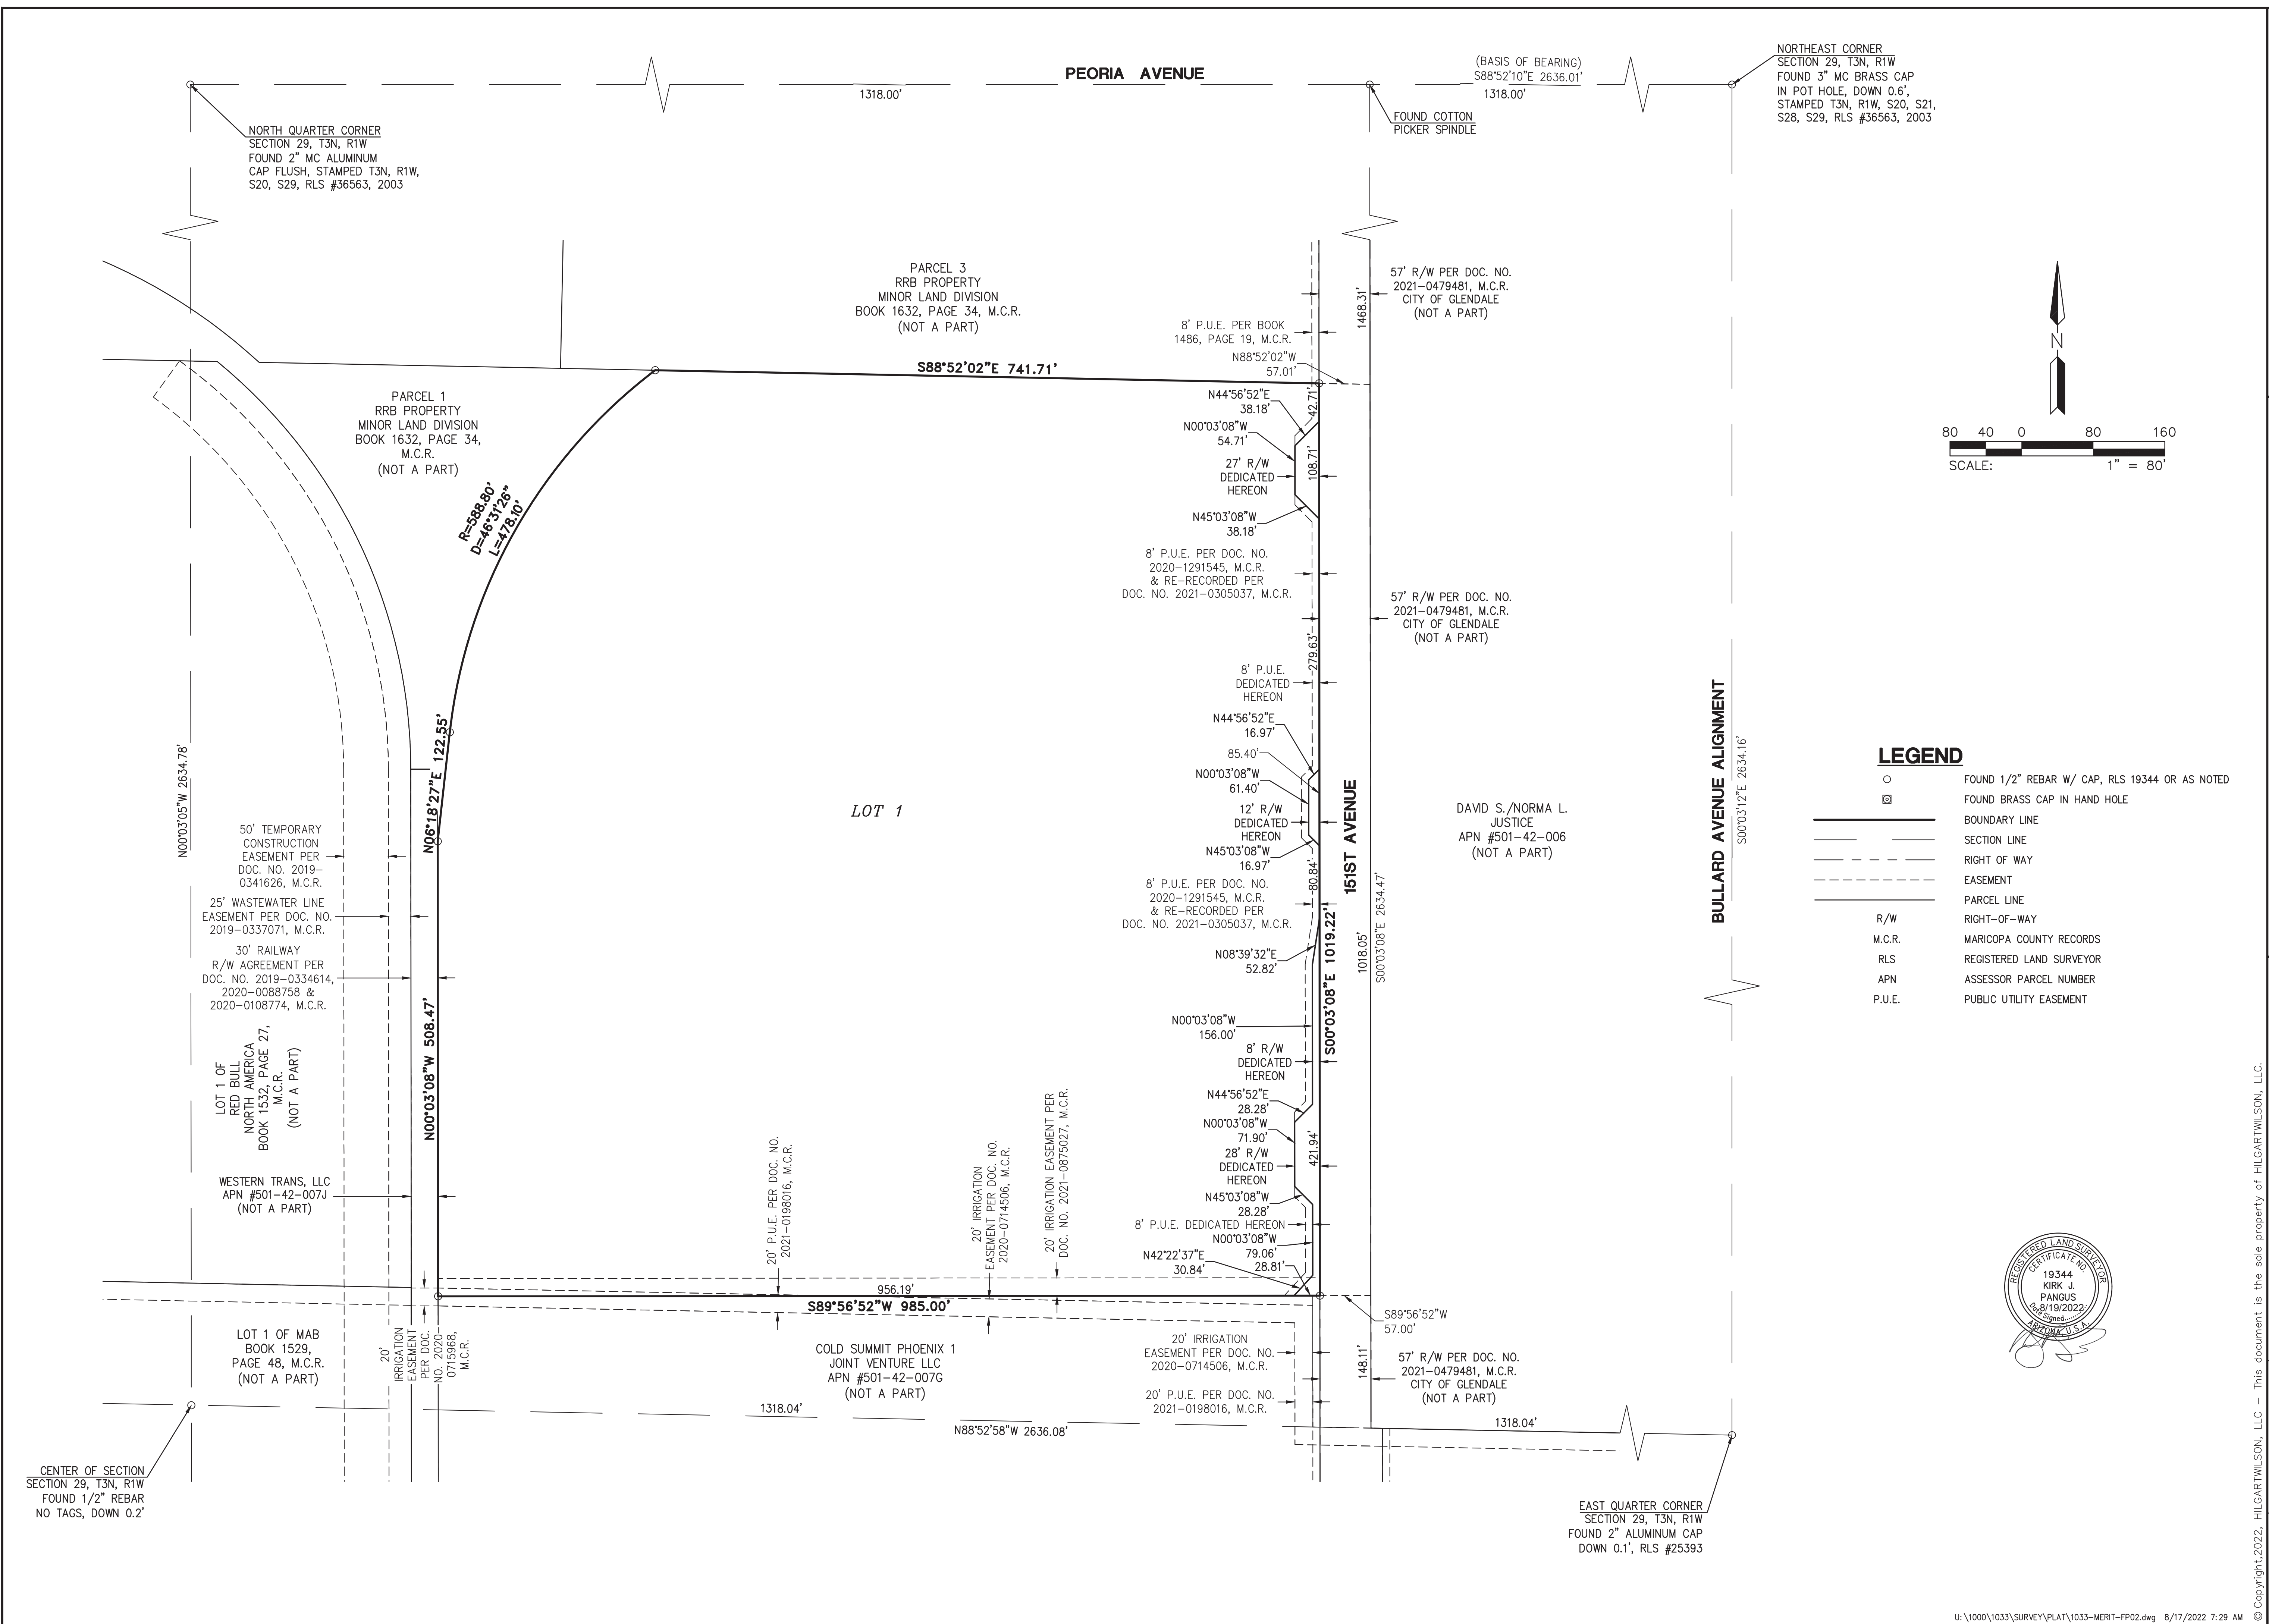 PEORIA AVENUE
(BASIS OF BEARING)
S88°52'10"E 2636.01'
1318.00'
1318.00'
NORTHEAST CORNER
SECTION 29, T3N, R1W
FOUND 3" MC BRASS CAP
IN POT HOLE, DOWN 0.6',
STAMPED T3N, R1W, S20, S21,
S28, S29, RLS #36563, 2003
FOUND COTTON
PICKER SPINDLE
NORTH QUARTER CORNER
SECTION 29, T3N, R1W
FOUND 2" MC ALUMINUM
CAP FLUSH, STAMPED T3N, R1W,
S20, S29, RLS #36563, 2003
PARCEL 3
RRB PROPERTY
MINOR LAND DIVISION
BOOK 1632, PAGE 34, M.C.R.
(NOT A PART)
57' R/W PER DOC. NO.
2021-0479481, M.C.R.
CITY OF GLENDALE
(NOT A PART)
1468.31'
8' P.U.E. PER BOOK
1486, PAGE 19, M.C.R.
N88°52'02"W
57.01'
S88°52'02"E 741.71'
PARCEL 1
RRB PROPERTY
MINOR LAND DIVISION
BOOK 1632, PAGE 34,
M.C.R.
(NOT A PART)
R=588.80'
D=46°31'26"
L=478.10'
N44°56'52"E
38.18'
42.71'
N00°03'08"W
54.71'
27' R/W
DEDICATED
HEREON
108.71'
N45°03'08"W
38.18'
8' P.U.E. PER DOC. NO.
2020-1291545, M.C.R.
& RE-RECORDED PER
DOC. NO. 2021-0305037, M.C.R.
57' R/W PER DOC. NO.
2021-0479481, M.C.R.
CITY OF GLENDALE
(NOT A PART)
279.63'
8' P.U.E.
DEDICATED
HEREON
N44°56'52"E
16.97'
85.40'
N00°03'08"W
61.40'
12' R/W
DEDICATED
HEREON
N45°03'08"W
16.97'
80.84'
8' P.U.E. PER DOC. NO.
2020-1291545, M.C.R.
& RE-RECORDED PER
DOC. NO. 2021-0305037, M.C.R.
N08°39'32"E
52.82'
LOT 1
151ST AVENUE
S00°03'08"E 1019.22'
1018.05'
S00°03'08"E 2634.47'
DAVID S./NORMA L.
JUSTICE
APN #501-42-006
(NOT A PART)
BULLARD AVENUE ALIGNMENT
S00°03'12"E 2634.16'
N00°03'05"W 2634.78'
N06°18'27"E 122.55'
50' TEMPORARY
CONSTRUCTION
EASEMENT PER
DOC. NO. 2019-
0341626, M.C.R.
25' WASTEWATER LINE
EASEMENT PER DOC. NO.
2019-0337071, M.C.R.
30' RAILWAY
R/W AGREEMENT PER
DOC. NO. 2019-0334614,
2020-0088758 &
2020-0108774, M.C.R.
LOT 1 OF
RED BULL
NORTH AMERICA
BOOK 1532, PAGE 27,
M.C.R.
(NOT A PART)
N00°03'08"W 508.47'
WESTERN TRANS, LLC
APN #501-42-007J
(NOT A PART)
N00°03'08"W
156.00'
8' R/W
DEDICATED
HEREON
N44°56'52"E
28.28'
N00°03'08"W
71.90'
28' R/W
DEDICATED
HEREON
421.94'
N45°03'08"W
28.28'
8' P.U.E. DEDICATED HEREON
N00°03'08"W
79.06'
N42°22'37"E
30.84'
28.81'
20' P.U.E. PER DOC. NO.
2021-0198016, M.C.R.
20' IRRIGATION
EASEMENT PER DOC. NO.
2020-0714506, M.C.R.
20' IRRIGATION EASEMENT PER
DOC. NO. 2021-0875027, M.C.R.
956.19'
S89°56'52"W 985.00'
S89°56'52"W
57.00'
LOT 1 OF MAB
BOOK 1529,
PAGE 48, M.C.R.
(NOT A PART)
20'
IRRIGATION
EASEMENT
PER DOC.
NO. 2020-
0715968,
M.C.R.
COLD SUMMIT PHOENIX 1
JOINT VENTURE LLC
APN #501-42-007G
(NOT A PART)
20' IRRIGATION
EASEMENT PER DOC. NO.
2020-0714506, M.C.R.
20' P.U.E. PER DOC. NO.
2021-0198016, M.C.R.
148.11'
57' R/W PER DOC. NO.
2021-0479481, M.C.R.
CITY OF GLENDALE
(NOT A PART)
1318.04'
N88°52'58"W 2636.08'
1318.04'
CENTER OF SECTION
SECTION 29, T3N, R1W
FOUND 1/2" REBAR
NO TAGS, DOWN 0.2'
EAST QUARTER CORNER
SECTION 29, T3N, R1W
FOUND 2" ALUMINUM CAP
DOWN 0.1', RLS #25393
N
80 40 0 80 160
SCALE: 1" = 80'
LEGEND
FOUND 1/2" REBAR W/ CAP, RLS 19344 OR AS NOTED
FOUND BRASS CAP IN HAND HOLE
BOUNDARY LINE
SECTION LINE
RIGHT OF WAY
EASEMENT
PARCEL LINE
R/W RIGHT-OF-WAY
M.C.R. MARICOPA COUNTY RECORDS
RLS REGISTERED LAND SURVEYOR
APN ASSESSOR PARCEL NUMBER
P.U.E. PUBLIC UTILITY EASEMENT
REGISTERED LAND SURVEYOR
CERTIFICATE NO.
19344
KIRK J.
PANGUS
8/19/2022
Date Signed
ARIZONA, U.S.A.
© Copyright,2022, HILGARTWILSON, LLC - This document is the sole property of HILGARTWILSON, LLC.
U:\1000\1033\SURVEY\PLAT\1033-MERIT-FP02.dwg 8/17/2022 7:29 AM